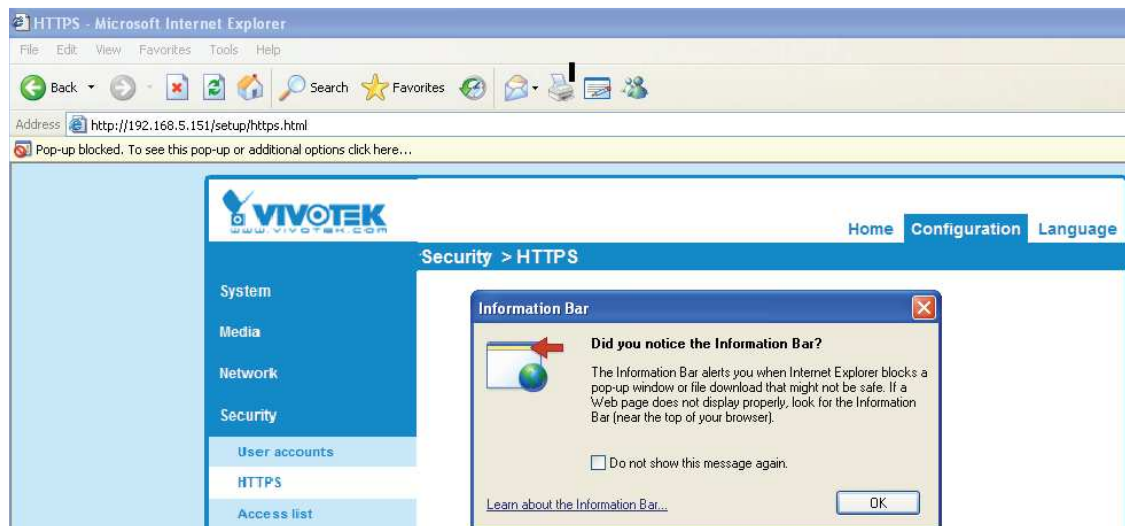 HTTPS - Microsoft Internet Explorer
File Edit View Favorites Tools Help
Back Search Favorites
Address http://192.168.5.151/setup/https.html
Pop-up blocked. To see this pop-up or additional options click here...
VIVOTEK
www.vivotek.com
Home Configuration Language
Security > HTTPS
System
Media
Network
Security
User accounts
HTTPS
Access list
Information Bar
Did you notice the Information Bar?
The Information Bar alerts you when Internet Explorer blocks a
pop-up window or file download that might not be safe. If a
Web page does not display properly, look for the Information
Bar (near the top of your browser).
Do not show this message again.
Learn about the Information Bar...
OK